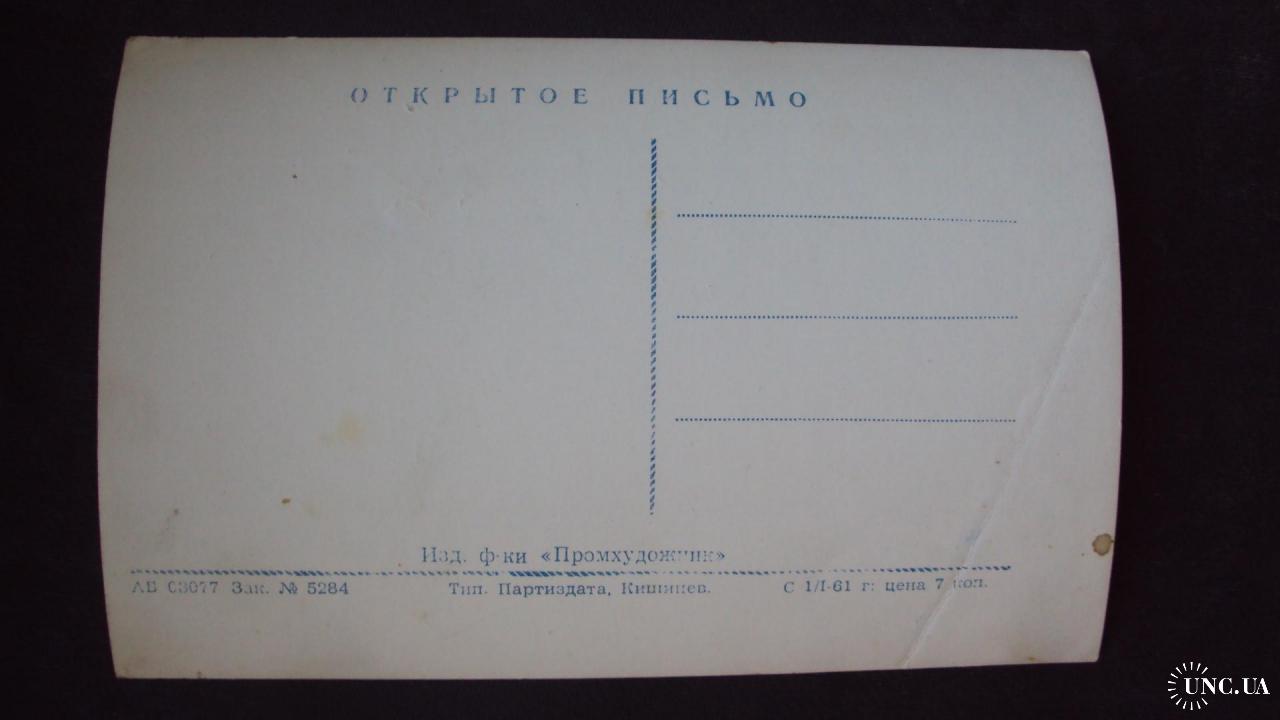 ОТКРЫТОЕ ПИСЬМО
Изд. ф-ки «Промхудожник»
АБ 03077 Зак. № 5284 Тип. Партиздата, Кишинев. С 1/I-61 г: цена 7 коп.
UNC.UA